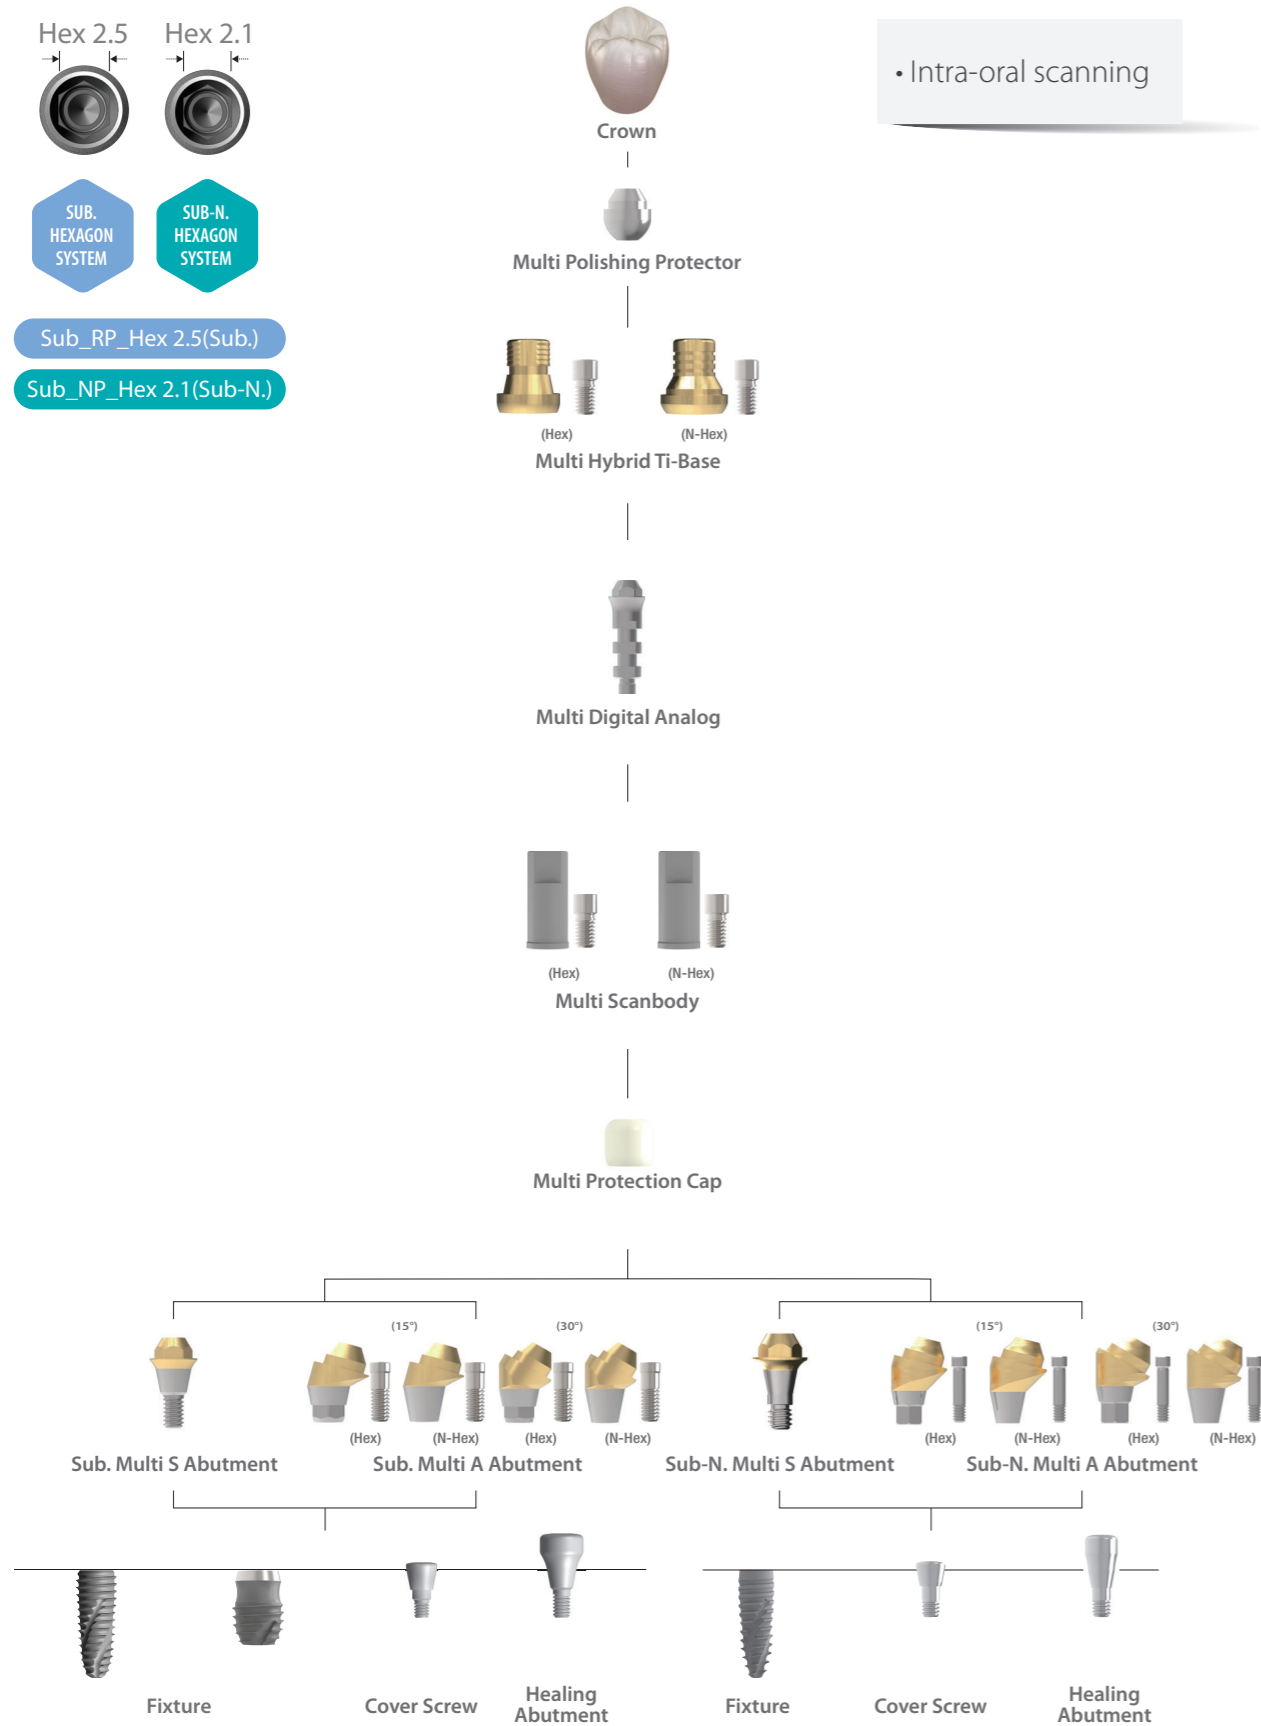 Hex 2.5
Hex 2.1
SUB.
HEXAGON
SYSTEM
SUB-N.
HEXAGON
SYSTEM
Sub_RP_Hex 2.5(Sub.)
Sub_NP_Hex 2.1(Sub-N.)
• Intra-oral scanning
Crown
Multi Polishing Protector
(Hex)
(N-Hex)
Multi Hybrid Ti-Base
Multi Digital Analog
(Hex)
(N-Hex)
Multi Scanbody
Multi Protection Cap
(15°)
(30°)
(15°)
(30°)
(Hex)
(N-Hex)
(Hex)
(N-Hex)
(Hex)
(N-Hex)
(Hex)
(N-Hex)
Sub. Multi S Abutment
Sub. Multi A Abutment
Sub-N. Multi S Abutment
Sub-N. Multi A Abutment
Fixture
Cover Screw
Healing
Abutment
Fixture
Cover Screw
Healing
Abutment